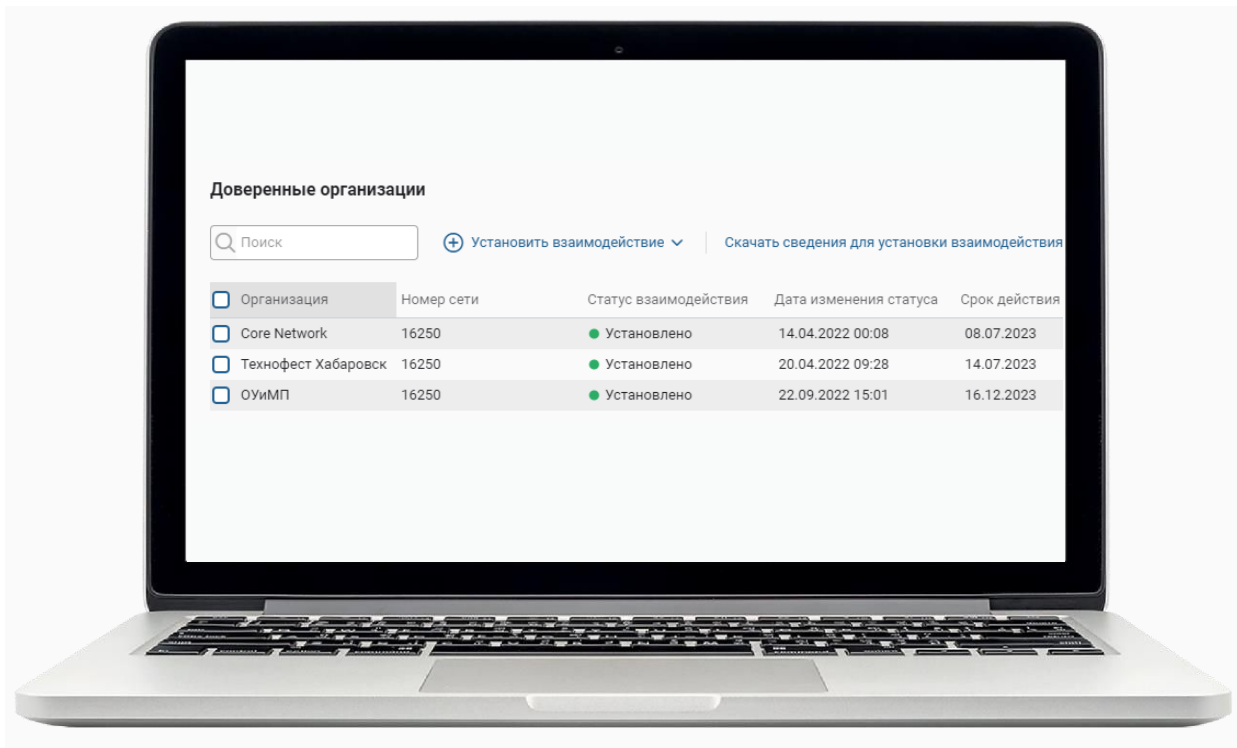 Доверенные организации
Поиск
Установить взаимодействие
Скачать сведения для установки взаимодействия
Организация Номер сети Статус взаимодействия Дата изменения статуса Срок действия
Core Network 16250 Установлено 14.04.2022 00:08 08.07.2023
Технофест Хабаровск 16250 Установлено 20.04.2022 09:28 14.07.2023
ОУиМП 16250 Установлено 22.09.2022 15:01 16.12.2023